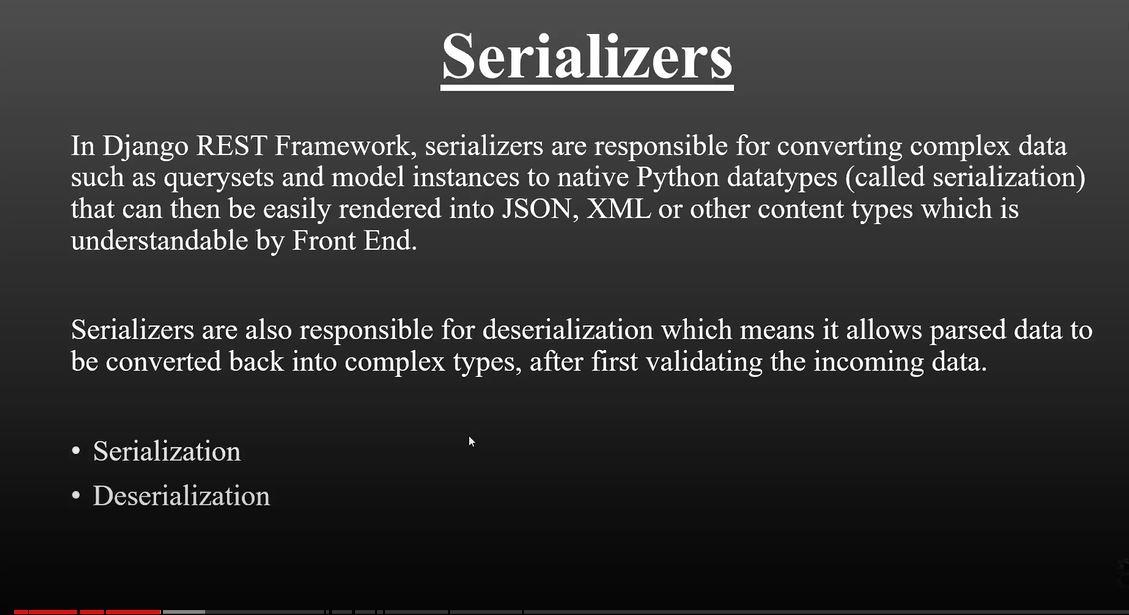 Serializers
In Django REST Framework, serializers are responsible for converting complex data
such as querysets and model instances to native Python datatypes (called serialization)
that can then be easily rendered into JSON, XML or other content types which is
understandable by Front End.
Serializers are also responsible for deserialization which means it allows parsed data to
be converted back into complex types, after first validating the incoming data.
• Serialization
• Deserialization